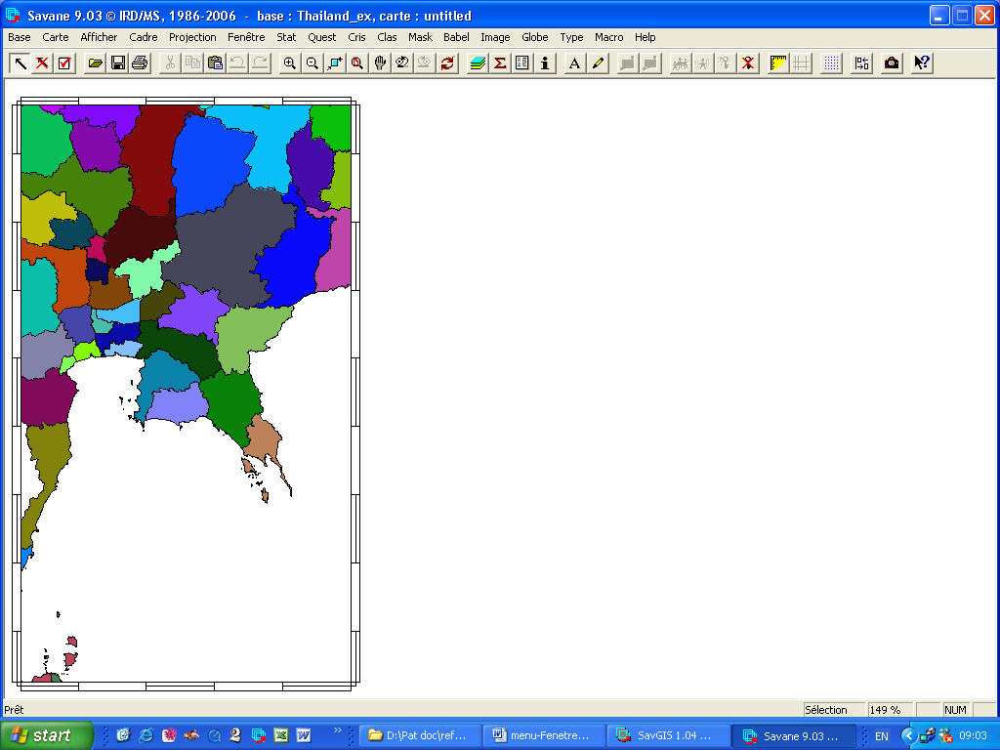 Savane 9.03 © IRD/MS, 1986-2006 - base : Thailand_ex, carte : untitled
Base Carte Afficher Cadre Projection Fenêtre Stat Quest Cris Clas Mask Babel Image Globe Type Macro Help
Prêt Sélection 149 % NUM
start D:\Pat doc\ref... menu-Fenetre... SavGIS 1.04 ... Savane 9.03 ... EN 09:03